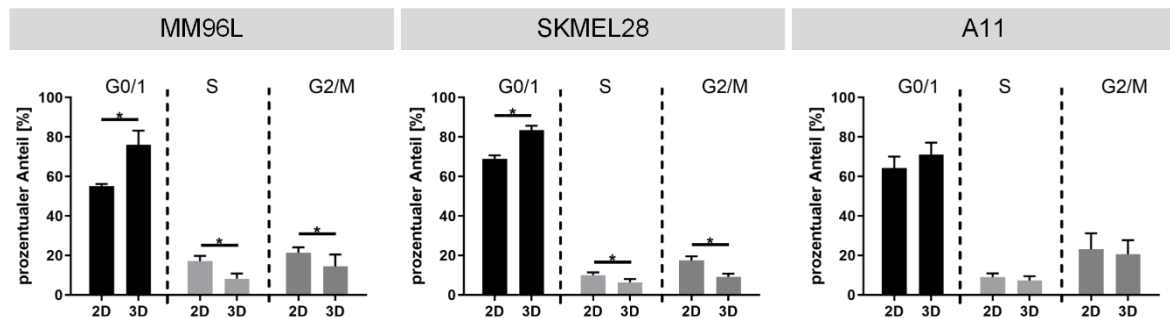 MM96L
SKMEL28
A11
G0/1 S G2/M
prozentualer Anteil [%]
100
80
60
40
20
0
* * *
2D 3D 2D 3D 2D 3D
G0/1 S G2/M
prozentualer Anteil [%]
100
80
60
40
20
0
* * *
2D 3D 2D 3D 2D 3D
G0/1 S G2/M
prozentualer Anteil [%]
100
80
60
40
20
0
2D 3D 2D 3D 2D 3D